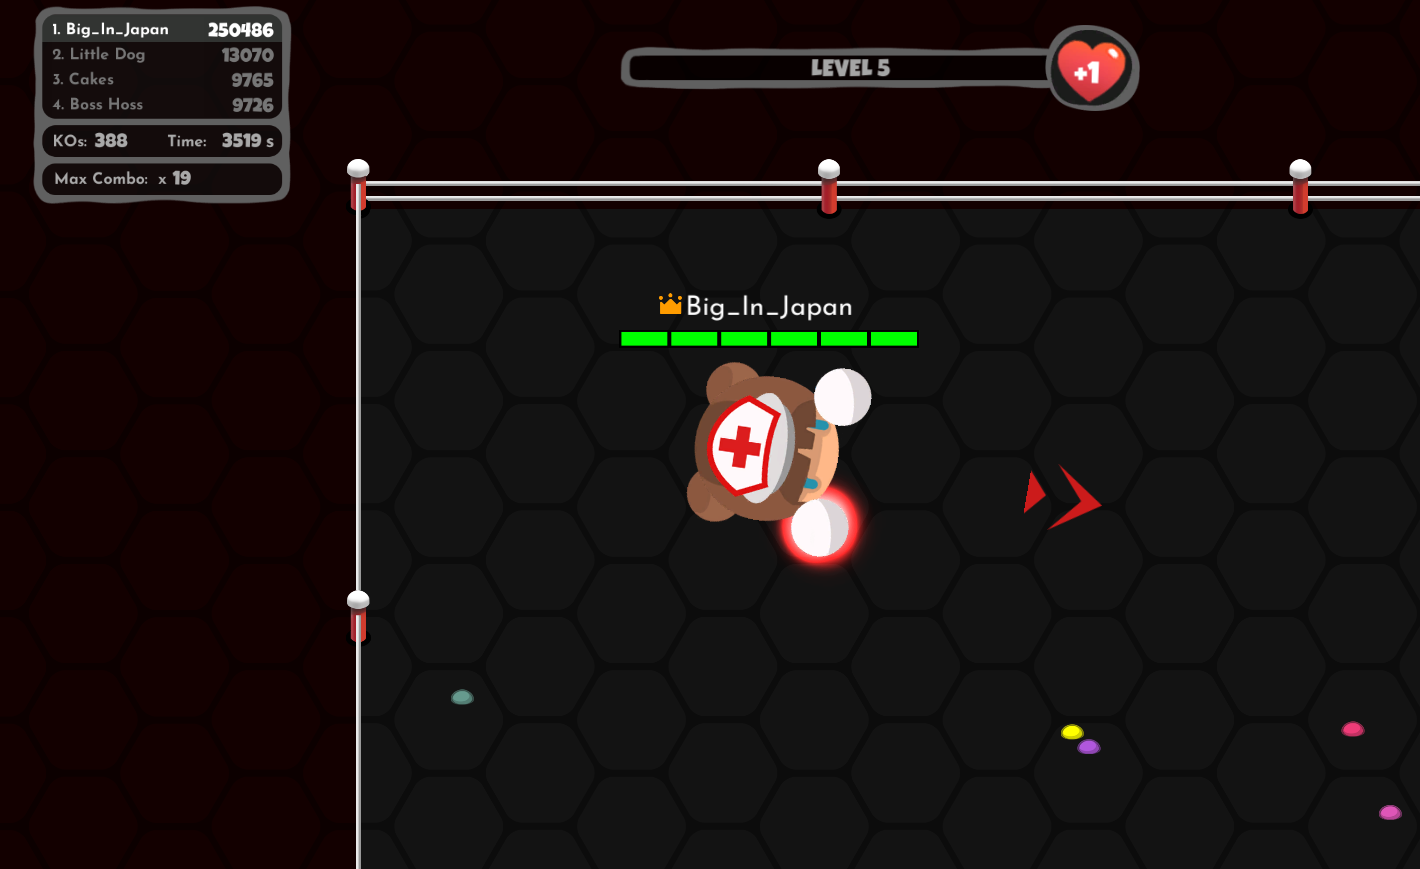 1. Big_In_Japan 250486
2. Little Dog 13070
3. Cakes 9765
4. Boss Hoss 9726
KOs: 388 Time: 3519 s
Max Combo: x 19
LEVEL 5
+1
Big_In_Japan